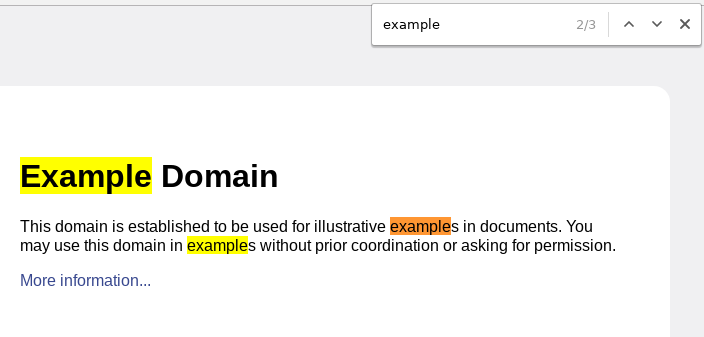 example 2/3
Example Domain
This domain is established to be used for illustrative examples in documents. You
may use this domain in examples without prior coordination or asking for permission.
More information...